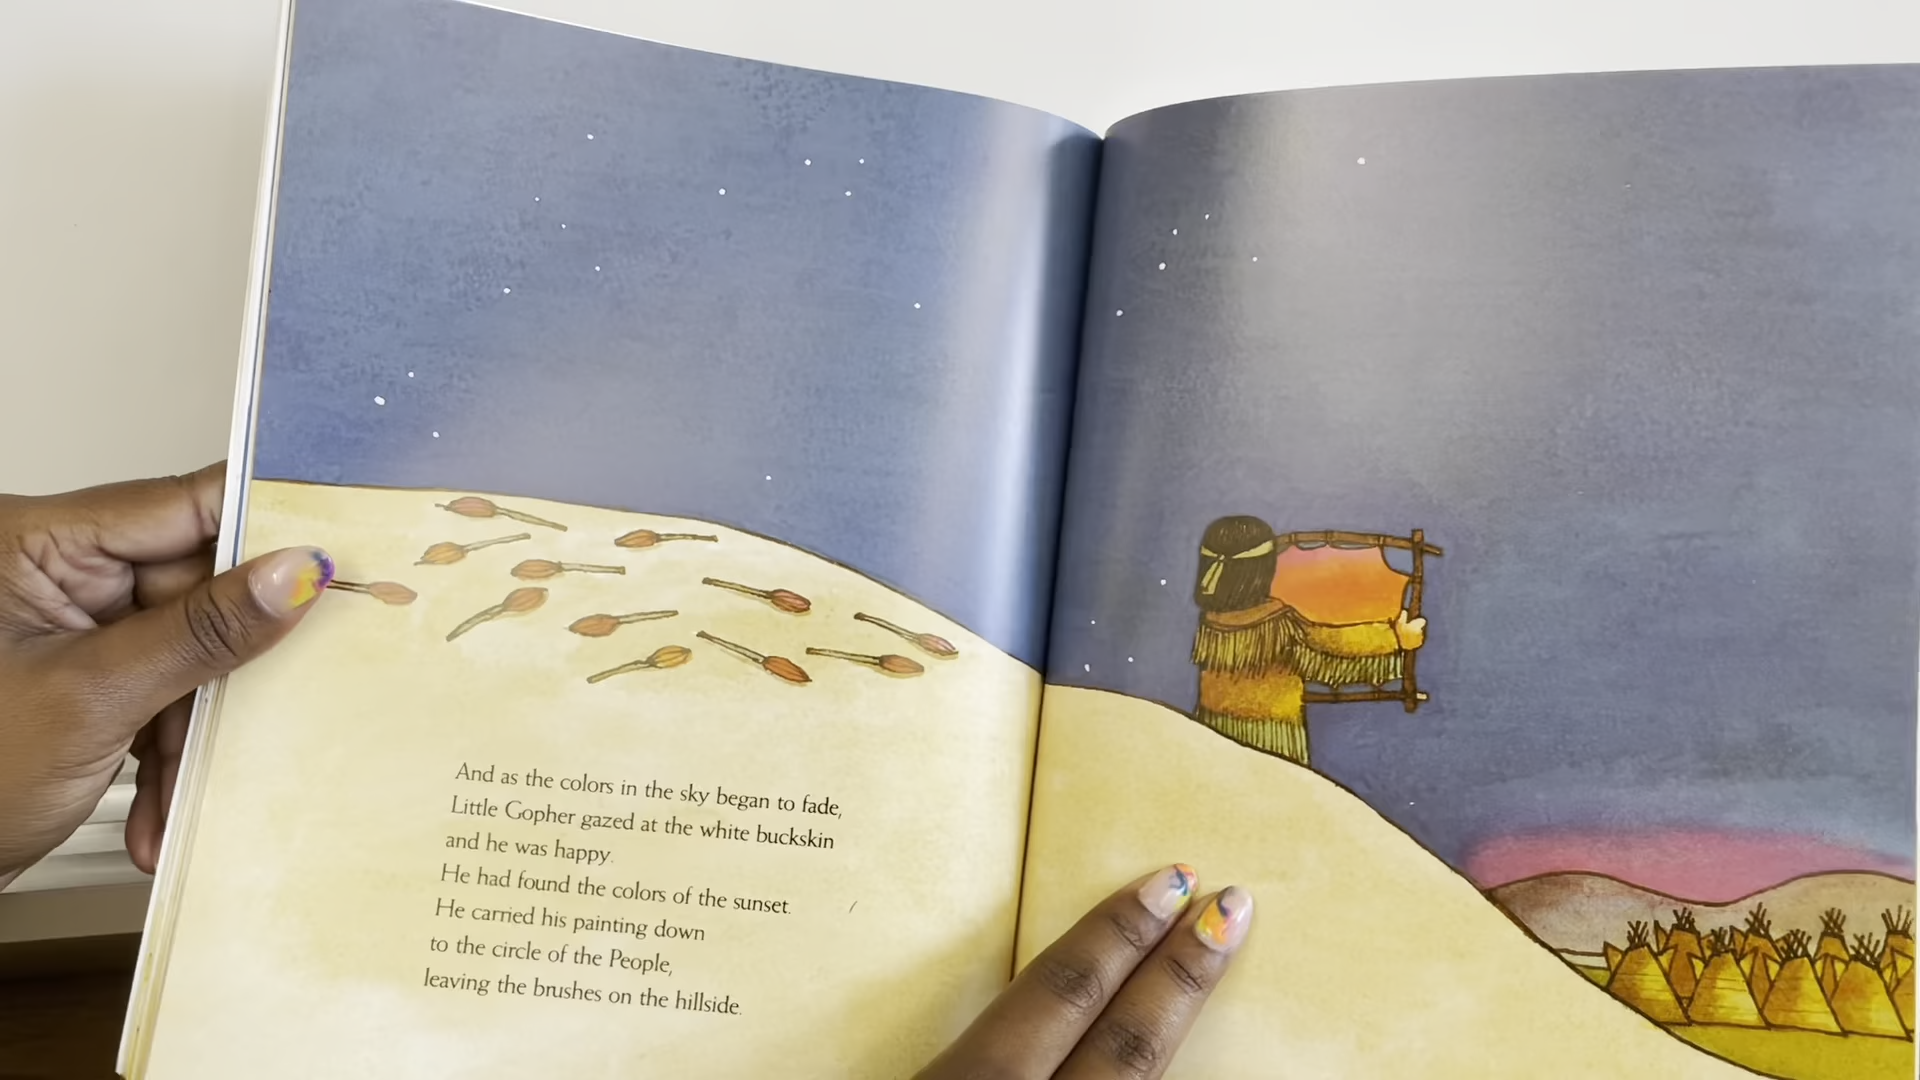 And as the colors in the sky began to fade,
Little Gopher gazed at the white buckskin
and he was happy.
He had found the colors of the sunset.
He carried his painting down
to the circle of the People,
leaving the brushes on the hillside.